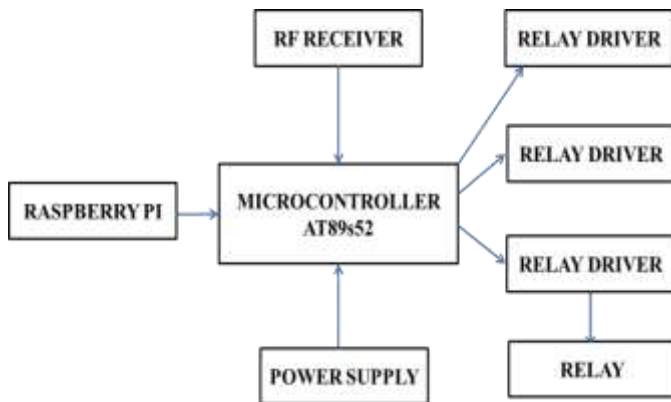 RF RECEIVER
RELAY DRIVER
RELAY DRIVER
RASPBERRY PI
MICROCONTROLLER
AT89s52
RELAY DRIVER
POWER SUPPLY
RELAY